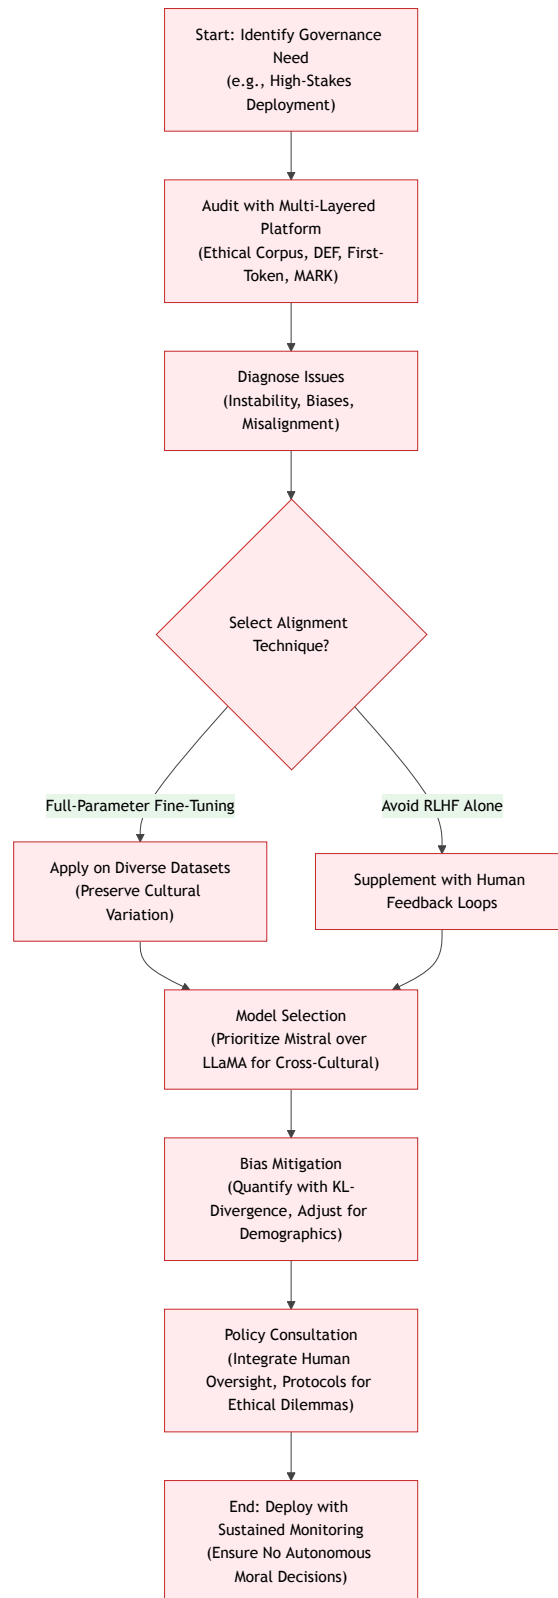 Start: Identify Governance
Need
(e.g., High-Stakes
Deployment)
Audit with Multi-Layered
Platform
(Ethical Corpus, DEF, First-
Token, MARK)
Diagnose Issues
(Instability, Biases,
Misalignment)
Select Alignment
Technique?
Full-Parameter Fine-Tuning
Avoid RLHF Alone
Apply on Diverse Datasets
(Preserve Cultural
Variation)
Supplement with Human
Feedback Loops
Model Selection
(Prioritize Mistral over
LLaMA for Cross-Cultural)
Bias Mitigation
(Quantify with KL-
Divergence, Adjust for
Demographics)
Policy Consultation
(Integrate Human
Oversight, Protocols for
Ethical Dilemmas)
End: Deploy with
Sustained Monitoring
(Ensure No Autonomous
Moral Decisions)